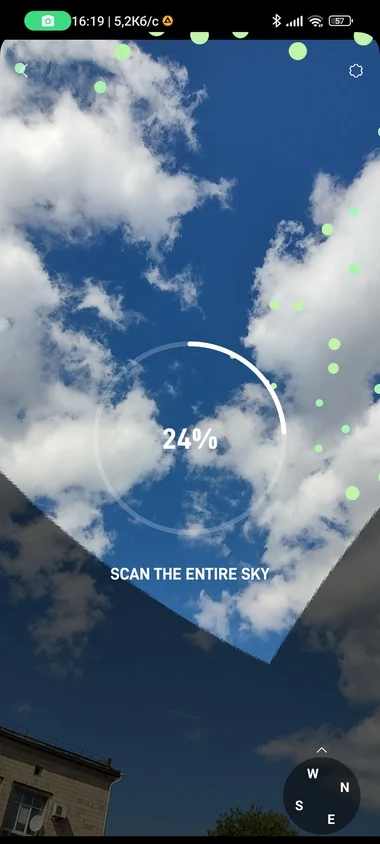 16:19 | 5,2Кб/с
57
24%
SCAN THE ENTIRE SKY
W
N
S
E